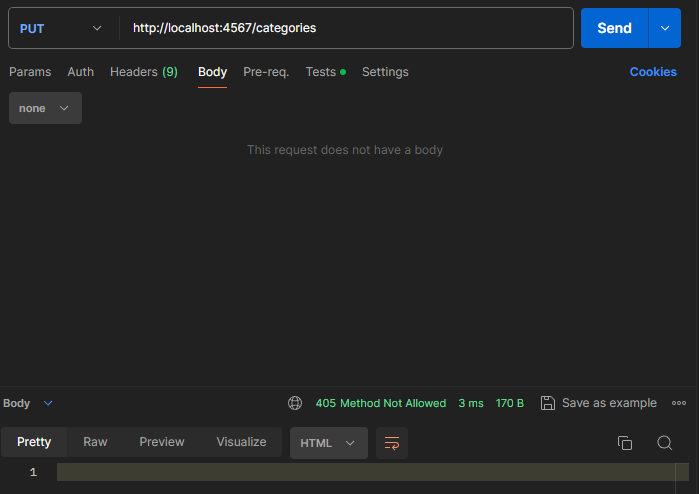 PUT http://localhost:4567/categories Send
Params Auth Headers (9) Body Pre-req. Tests Settings Cookies
none
This request does not have a body
Body 405 Method Not Allowed 3 ms 170 B Save as example
Pretty Raw Preview Visualize HTML
1